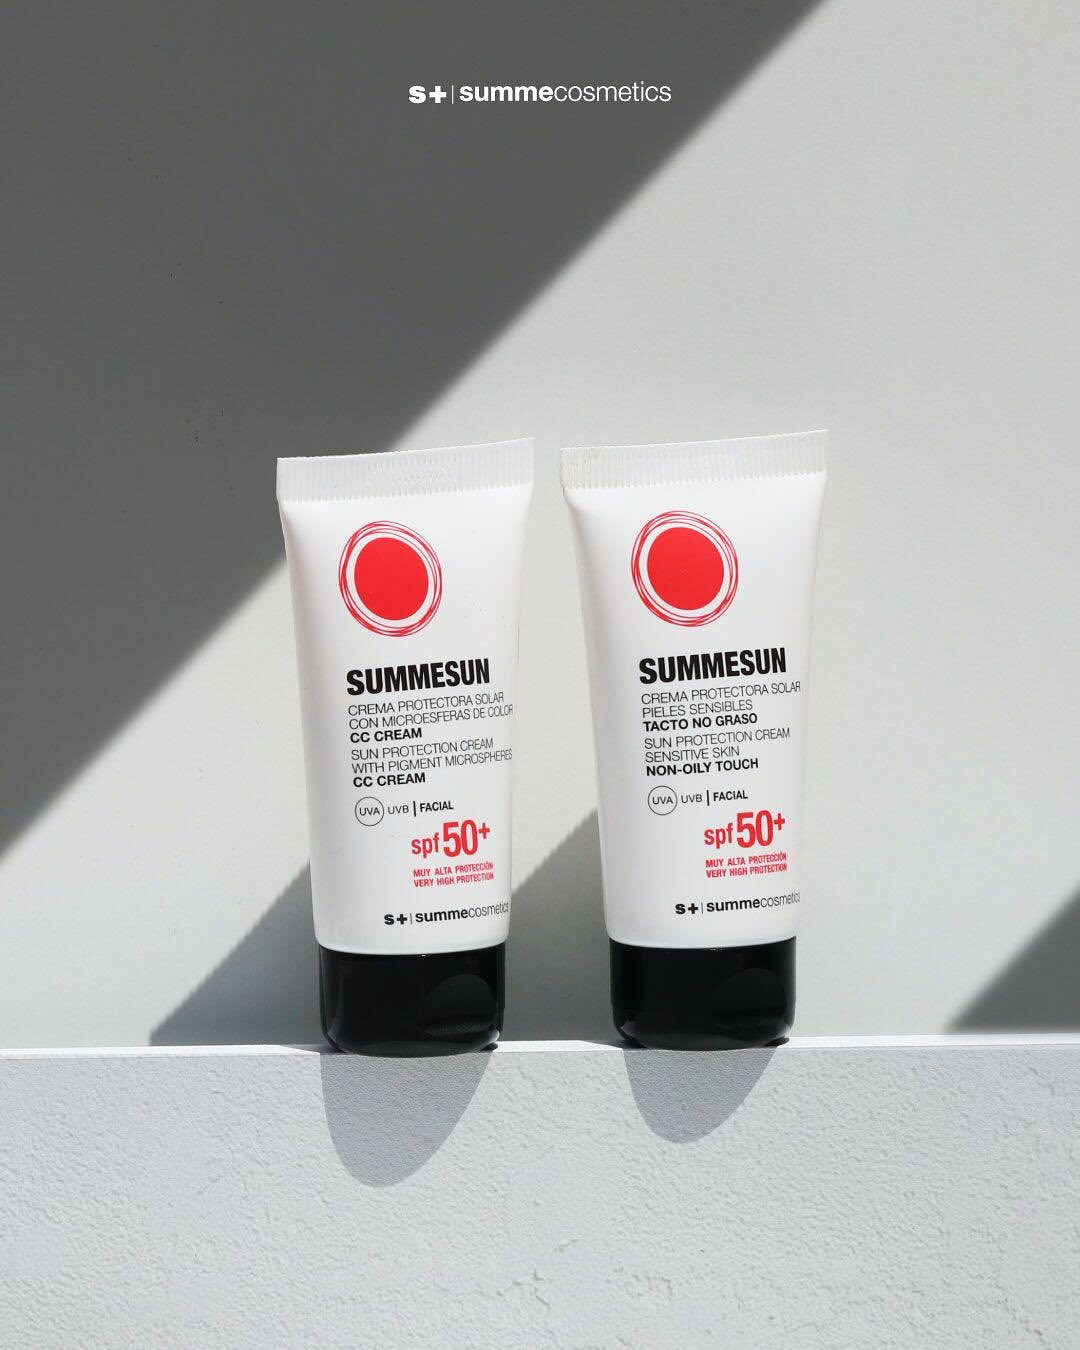 s+ | summecosmetics
SUMMESUN
CREMA PROTECTORA SOLAR
CON MICROESFERAS DE COLOR
CC CREAM
SUN PROTECTION CREAM
WITH PIGMENT MICROSPHERES
CC CREAM
UVA UVB | FACIAL
spf 50+
MUY ALTA PROTECCIÓN
VERY HIGH PROTECTION
s+ | summecosmetics
SUMMESUN
CREMA PROTECTORA SOLAR
PIELES SENSIBLES
TACTO NO GRASO
SUN PROTECTION CREAM
SENSITIVE SKIN
NON-OILY TOUCH
UVA UVB | FACIAL
spf 50+
MUY ALTA PROTECCIÓN
VERY HIGH PROTECTION
s+ | summecosmetics